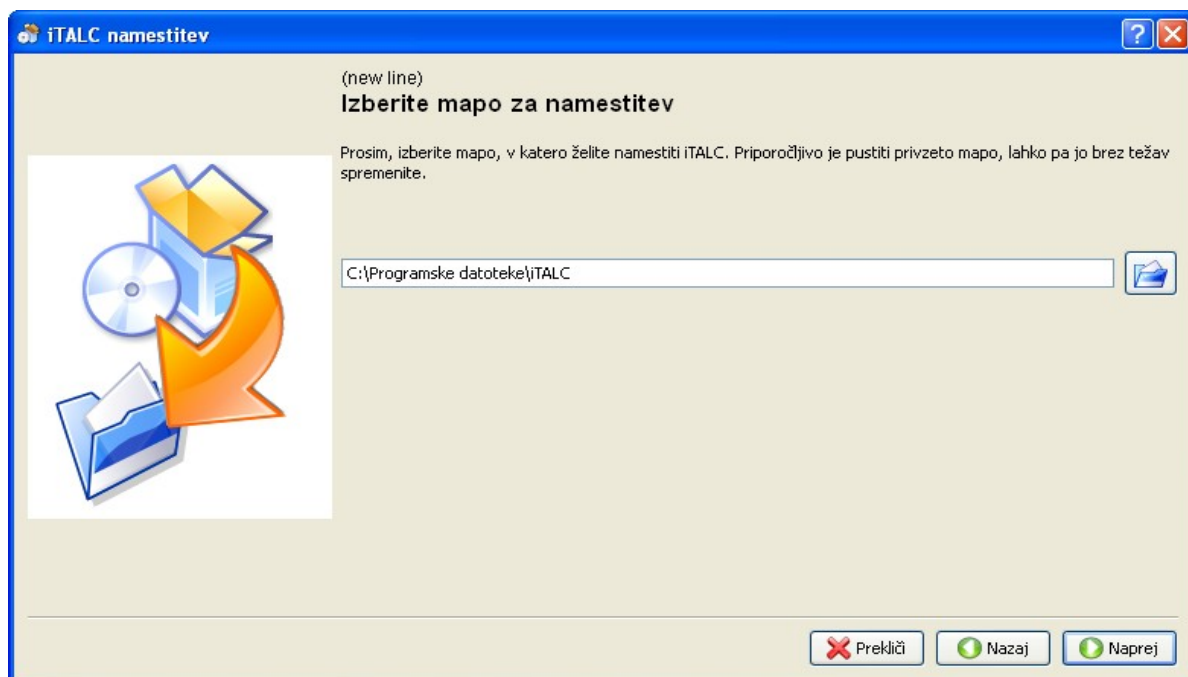 iTALC namestitev
(new line)
Izberite mapo za namestitev
Prosim, izberite mapo, v katero želite namestiti iTALC. Priporočljivo je pustiti privzeto mapo, lahko pa jo brez težav
spremenite.
C:\Programske datoteke\iTALC
Prekliči
Nazaj
Naprej